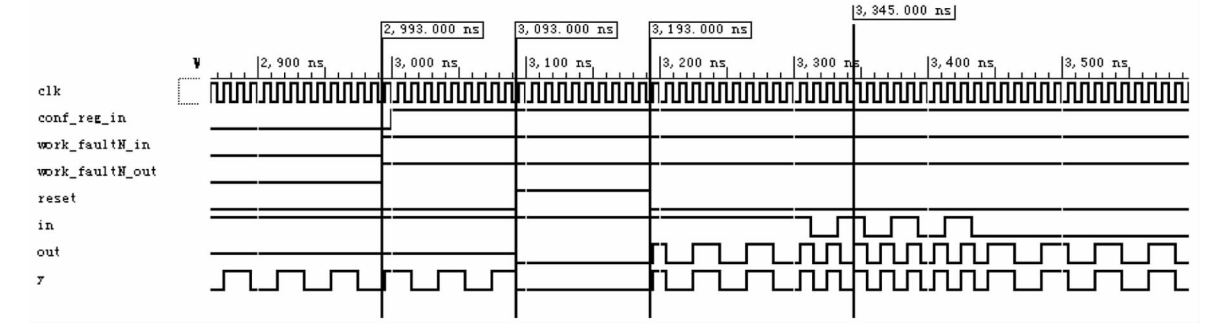 3,345.000 ns
2,993.000 ns 3,093.000 ns 3,193.000 ns
2,900 ns 3,000 ns 3,100 ns 3,200 ns 3,300 ns 3,400 ns 3,500 ns
clk
conf_reg_in
work_faultN_in
work_faultN_out
reset
in
out
y